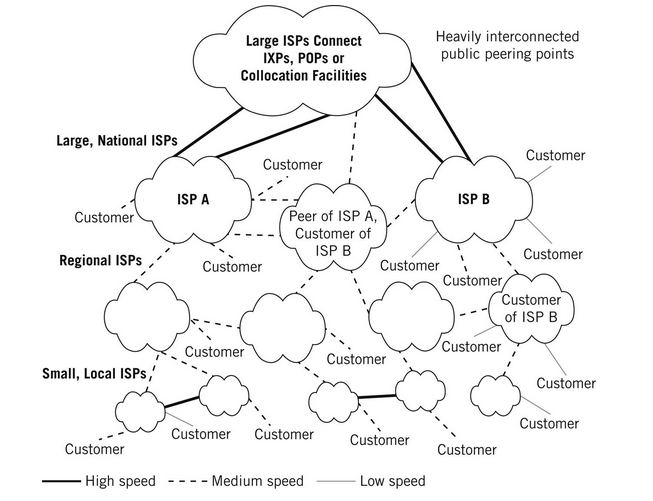 Large ISPs Connect
IXPs, POPs or
Collocation Facilities
Heavily interconnected
public peering points
Large, National ISPs
Customer
Customer
ISP A
ISP B
Customer
Peer of ISP A,
Customer of
ISP B
Regional ISPs
Customer
Customer
Customer
Customer
Customer
of ISP B
Customer
Customer
Customer
Small, Local ISPs
Customer
Customer
Customer
Customer
Customer
Customer
Customer
High speed
Medium speed
Low speed